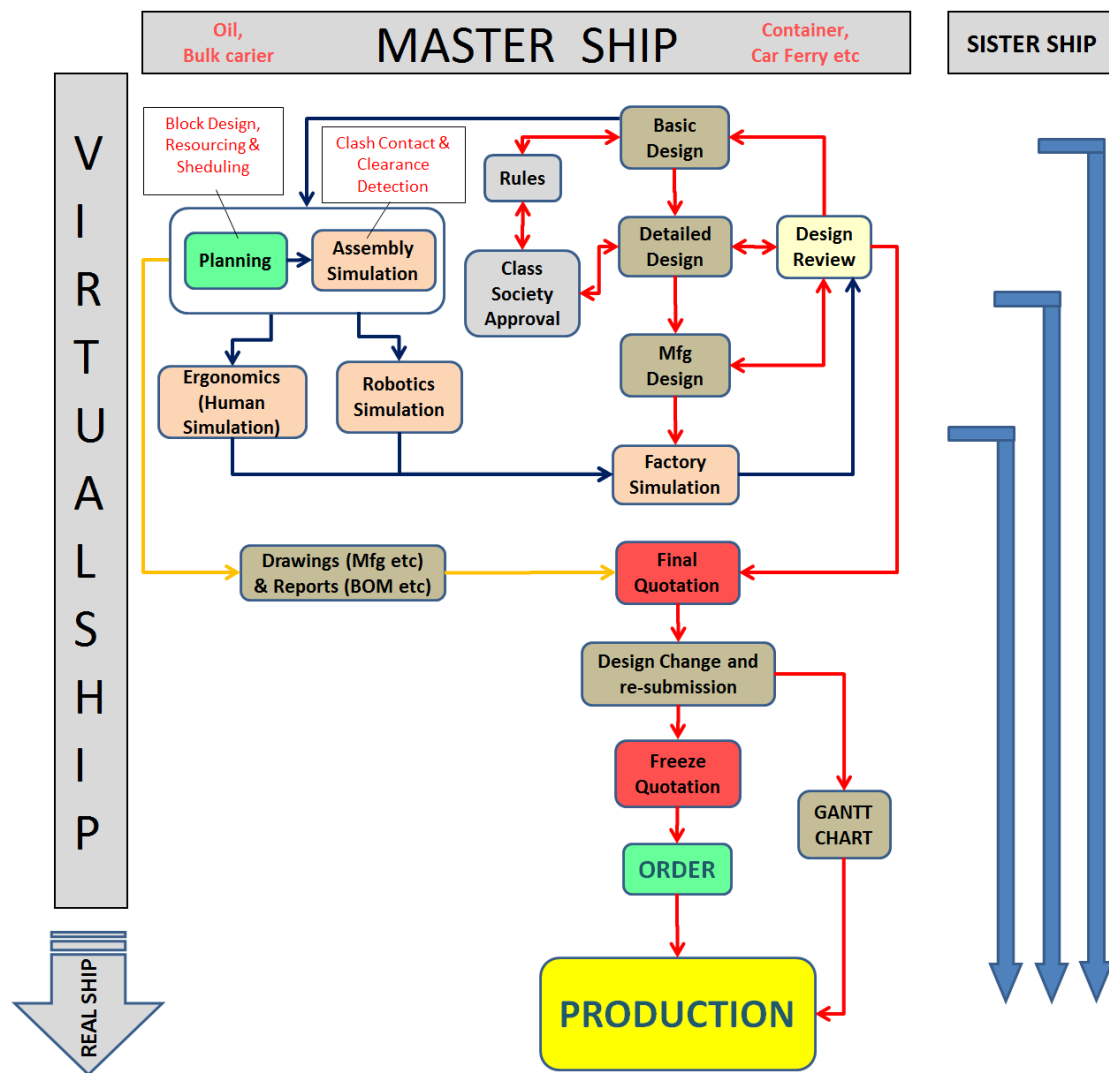 Oil,
Bulk carier
MASTER SHIP
Container,
Car Ferry etc
SISTER SHIP
VIRTUALSHIP
Block Design,
Resourcing &
Sheduling
Clash Contact &
Clearance
Detection
Basic
Design
Rules
Planning
Assembly
Simulation
Class
Society
Approval
Detailed
Design
Design
Review
Ergonomics
(Human
Simulation)
Robotics
Simulation
Mfg
Design
Factory
Simulation
Drawings (Mfg etc)
& Reports (BOM etc)
Final
Quotation
Design Change and
re-submission
Freeze
Quotation
GANTT
CHART
ORDER
PRODUCTION
REAL SHIP